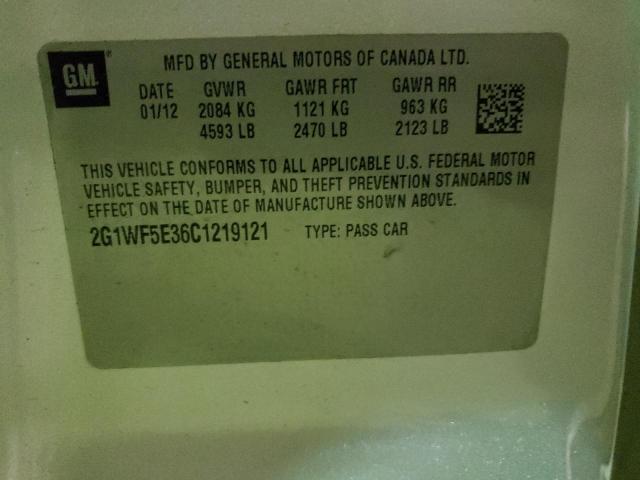 GM
MFD BY GENERAL MOTORS OF CANADA LTD.
DATE GVWR GAWR FRT GAWR RR
01/12 2084 KG 1121 KG 963 KG
4593 LB 2470 LB 2123 LB
THIS VEHICLE CONFORMS TO ALL APPLICABLE U.S. FEDERAL MOTOR
VEHICLE SAFETY, BUMPER, AND THEFT PREVENTION STANDARDS IN
EFFECT ON THE DATE OF MANUFACTURE SHOWN ABOVE.
2G1WF5E36C1219121 TYPE: PASS CAR